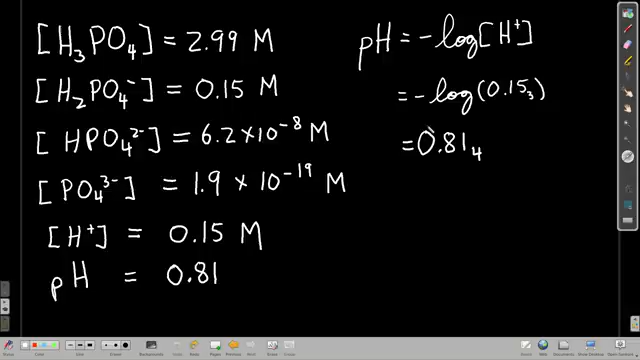 [H₃PO₄] = 2.99 M
[H₂PO₄⁻] = 0.15 M
[HPO₄²⁻] = 6.2 × 10⁻⁸ M
[PO₄³⁻] = 1.9 × 10⁻¹⁹ M
[H⁺] = 0.15 M
pH = 0.81
pH = -log[H⁺]
= -log(0.15₃)
= 0.81₄